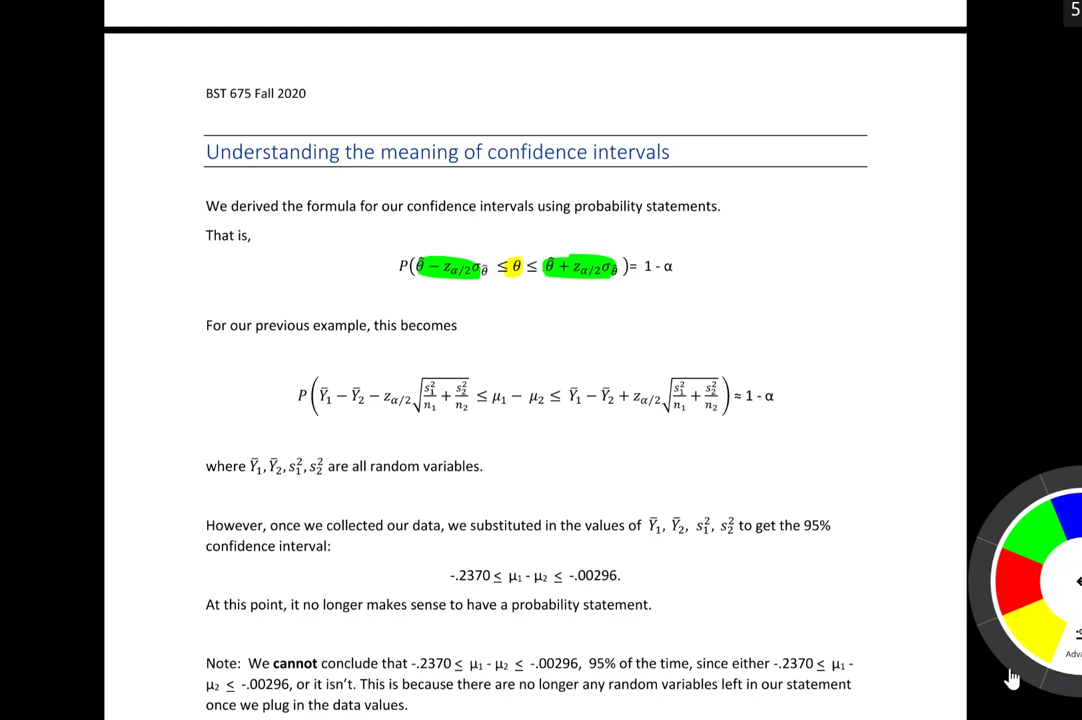 5
BST 675 Fall 2020
Understanding the meaning of confidence intervals
We derived the formula for our confidence intervals using probability statements.
That is,
P(θ̂ − z_{α/2}σ_θ̂ ≤ θ ≤ θ̂ + z_{α/2}σ_θ̂ )= 1 - α
For our previous example, this becomes
P(Ȳ₁ − Ȳ₂ − z_{α/2}√(s₁²/n₁ + s₂²/n₂) ≤ μ₁ − μ₂ ≤ Ȳ₁ − Ȳ₂ + z_{α/2}√(s₁²/n₁ + s₂²/n₂)) ≈ 1 - α
where Ȳ₁, Ȳ₂, s₁², s₂² are all random variables.
However, once we collected our data, we substituted in the values of Ȳ₁, Ȳ₂, s₁², s₂² to get the 95%
confidence interval:
-.2370 ≤ μ₁ - μ₂ ≤ -.00296.
At this point, it no longer makes sense to have a probability statement.
Note: We cannot conclude that -.2370 ≤ μ₁ - μ₂ ≤ -.00296, 95% of the time, since either -.2370 ≤ μ₁ -
μ₂ ≤ -.00296, or it isn't. This is because there are no longer any random variables left in our statement
once we plug in the data values.